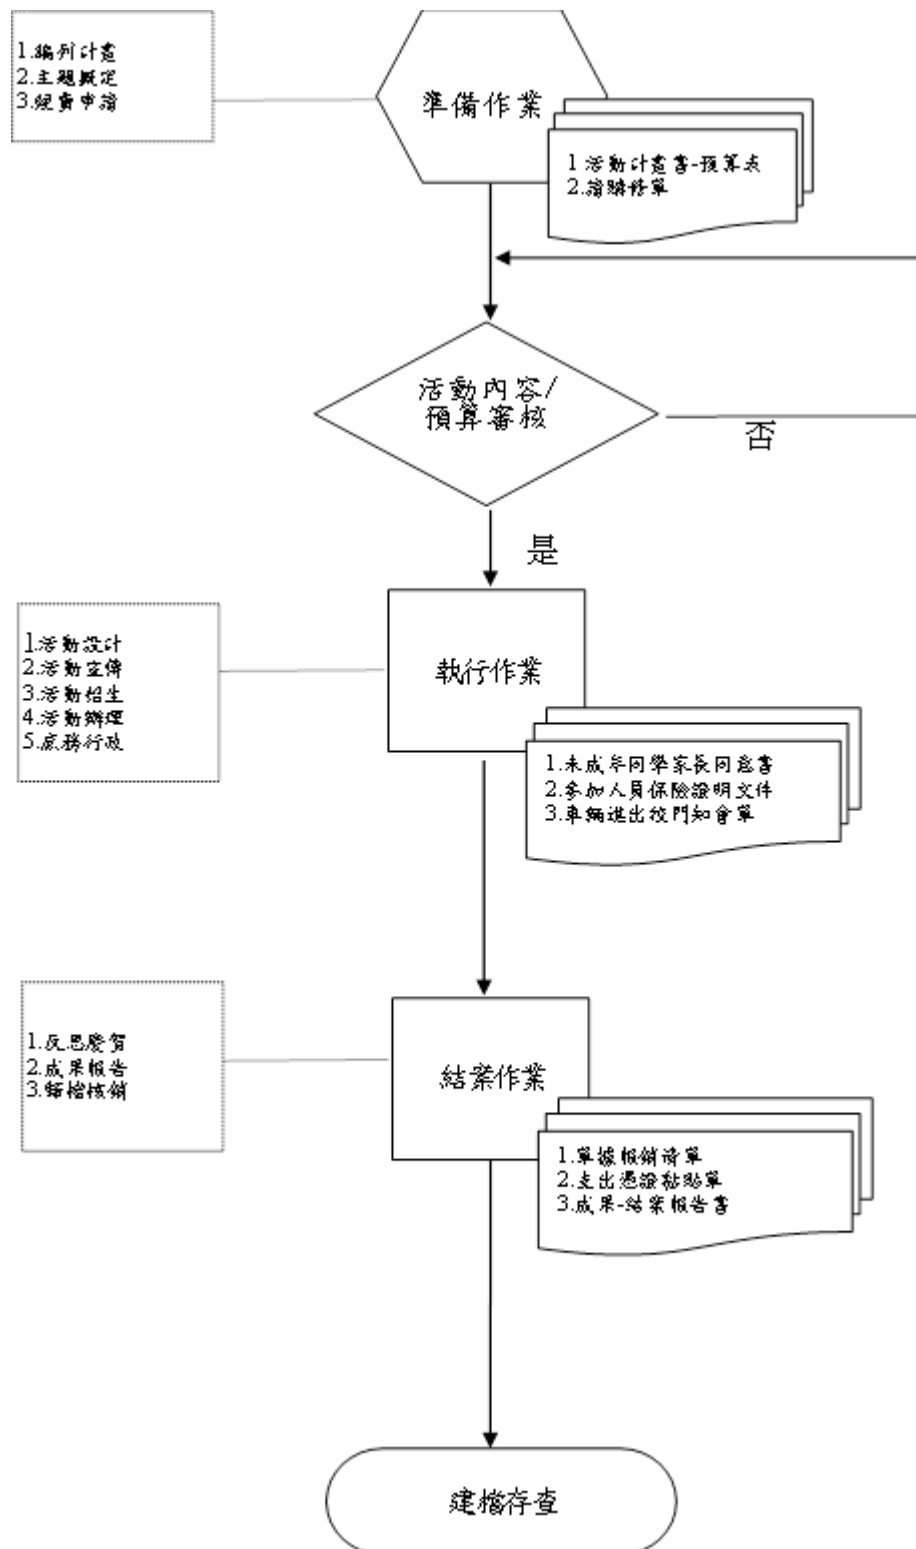 1.編列計畫
2.主題擬定
3.經費申請
準備作業
1 活動計畫書-預算表
2.請購修單
活動內容/
預算審核
否
是
1.活動設計
2.活動宣傳
3.活動招生
4.活動辦理
5.庶務行政
執行作業
1.未成年同學家長同意書
2.參加人員保險證明文件
3.車輛進出校門知會單
1.反思慶賀
2.成果報告
3.歸檔核銷
結案作業
1.單據報銷清單
2.支出憑證黏貼單
3.成果-結案報告書
建檔存查